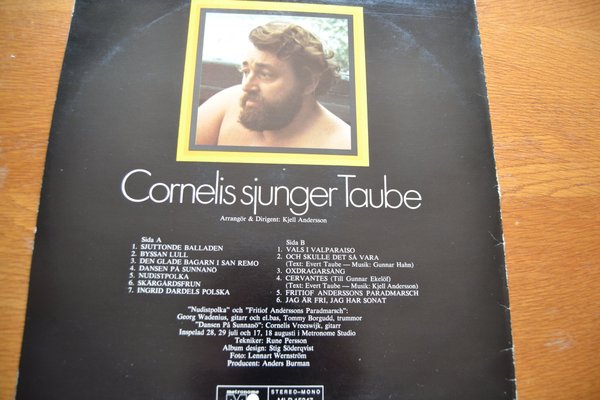 Cornelis sjunger Taube
Arrangör & Dirigent: Kjell Andersson
Sida A
1. SJUTTONDE BALLADEN
2. BYSSAN LULL
3. DEN GLADE BAGARN I SAN REMO
4. DANSEN PÅ SUNNANÖ
5. NUDISTPOLKA
6. SKÄRGÅRDSFRUN
7. INGRID DARDELS POLSKA
Sida B
1. VALS I VALPARAISO
2. OCH SKULLE DET SÅ VARA
(Text: Evert Taube — Musik: Gunnar Hahn)
3. OXDRAGARSÅNG
4. CERVANTES (Till Gunnar Ekelöf)
(Text: Evert Taube — Musik: Kjell Andersson)
5. FRITIOF ANDERSSONS PARADMARSCH
6. JAG ÄR FRI, JAG HAR SONAT
"Nudistpolka" och "Fritiof Anderssons Paradmarsch":
Georg Wadenius, gitarr och el.bas, Tommy Borgudd, trummor
"Dansen På Sunnanö": Cornelis Vreeswijk, gitarr
Inspelad 28, 29 juli och 17, 18 augusti i Metronome Studio
Tekniker: Rune Persson
Album design: Stig Söderqvist
Foto: Lennart Wernström
Producent: Anders Burman
metronome
STEREO-MONO